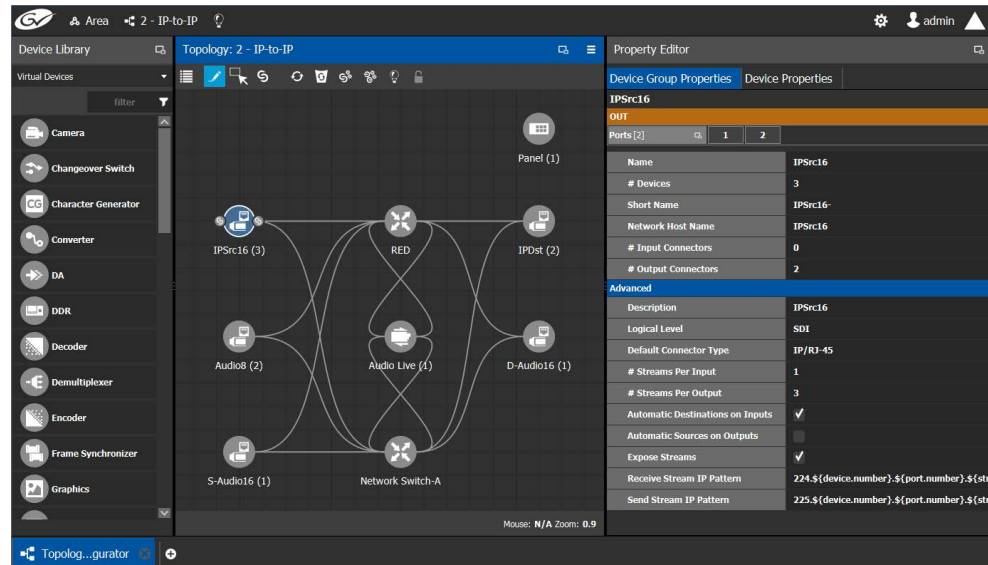 GV Area 2 - IP-to-IP admin
Device Library
Virtual Devices
filter
Camera
Changeover Switch
CG Character Generator
Converter
DA
DDR
Decoder
Demultiplexer
Encoder
Frame Synchronizer
Graphics
Topology: 2 - IP-to-IP
Panel (1)
IPSrc16 (3)
RED
IPDst (2)
Audio8 (2)
Audio Live (1)
D-Audio16 (1)
S-Audio16 (1)
Network Switch-A
Mouse: N/A Zoom: 0.9
Property Editor
Device Group Properties Device Properties
IPSrc16
OUT
Ports [2] 1 2
Name IPSrc16
# Devices 3
Short Name IPSrc16-
Network Host Name IPSrc16
# Input Connectors 0
# Output Connectors 2
Advanced
Description IPSrc16
Logical Level SDI
Default Connector Type IP/RJ-45
# Streams Per Input 1
# Streams Per Output 3
Automatic Destinations on Inputs
Automatic Sources on Outputs
Expose Streams
Receive Stream IP Pattern 224.${device.number}.${port.number}.${str
Send Stream IP Pattern 225.${device.number}.${port.number}.${str
Topolog...gurator